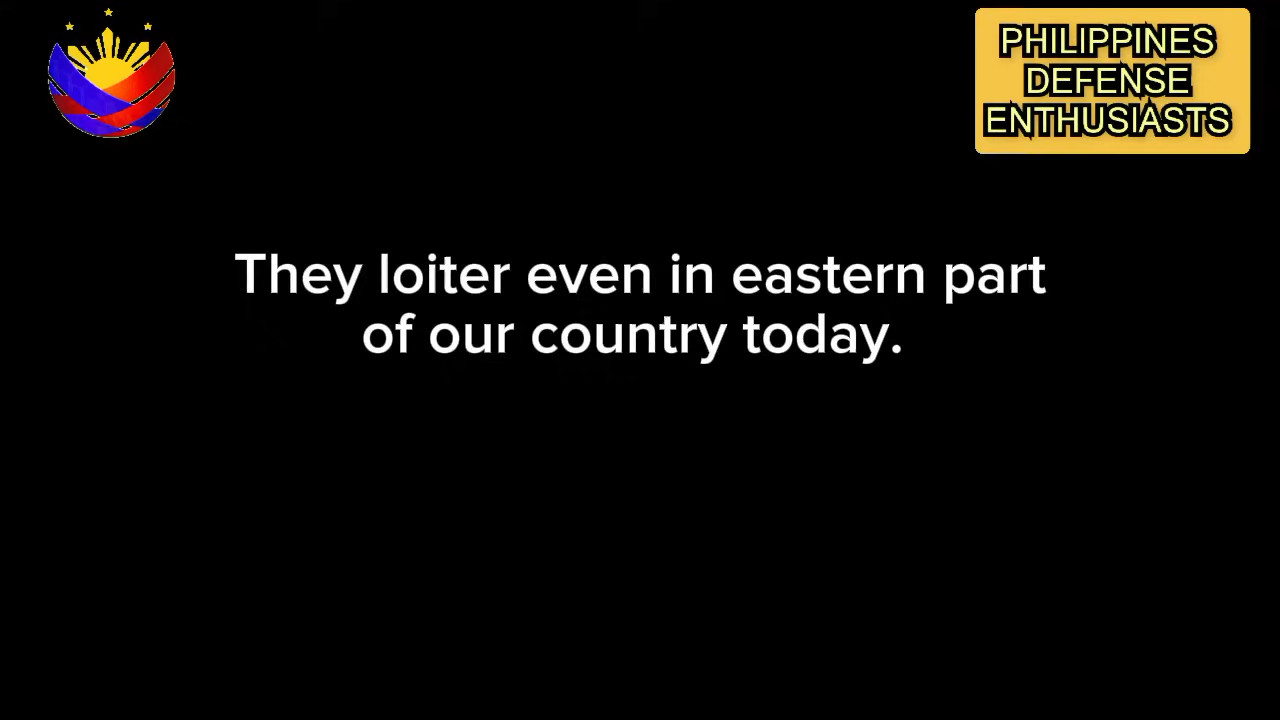 PHILIPPINES
DEFENSE
ENTHUSIASTS
They loiter even in eastern part
of our country today.